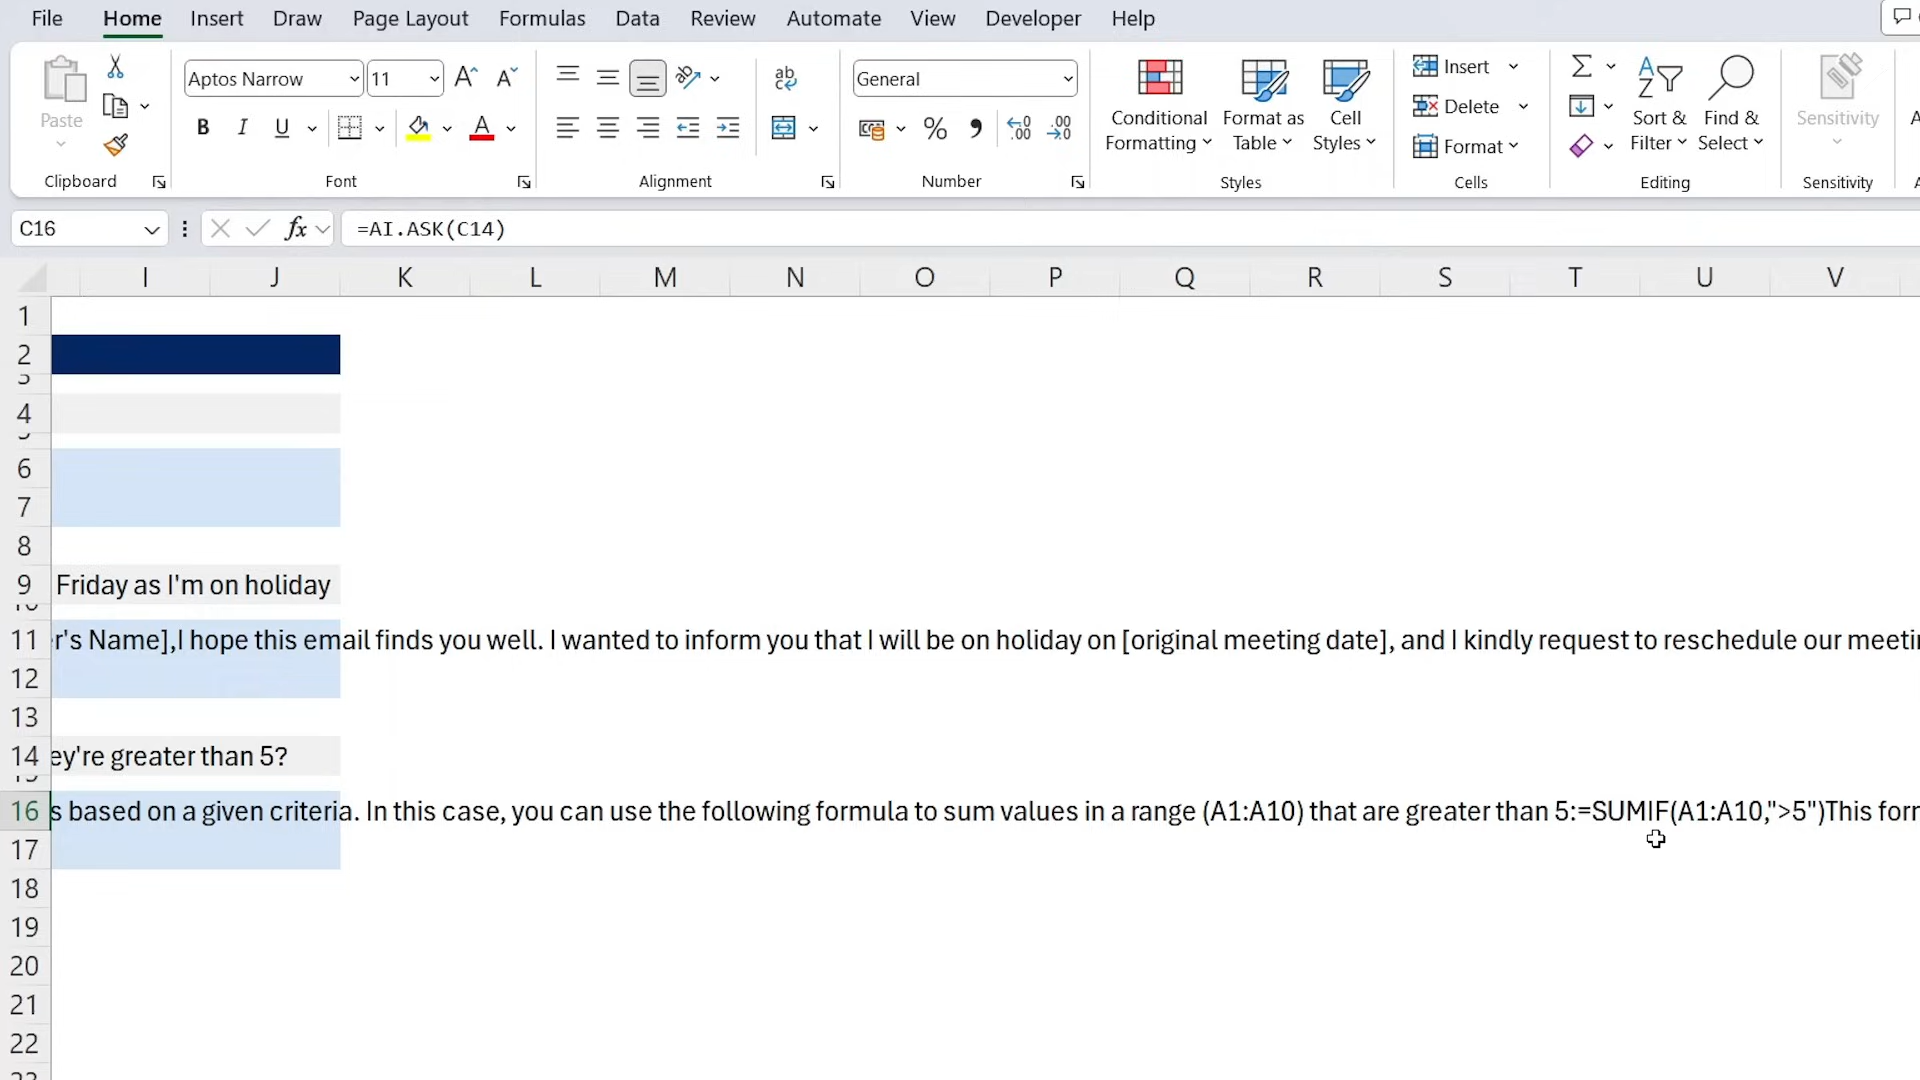 File Home Insert Draw Page Layout Formulas Data Review Automate View Developer Help
Aptos Narrow 11 General
Insert
Delete
Format
Paste
Conditional Formatting
Format as Table
Cell Styles
Sort & Filter
Find & Select
Sensitivity
Clipboard Font Alignment Number Styles Cells Editing Sensitivity
C16 fx =AI.ASK(C14)
I J K L M N O P Q R S T U V
1
2
3
4
6
7
8
9 Friday as I'm on holiday
10
11 r's Name],I hope this email finds you well. I wanted to inform you that I will be on holiday on [original meeting date], and I kindly request to reschedule our meetin
12
13
14 ey're greater than 5?
16 s based on a given criteria. In this case, you can use the following formula to sum values in a range (A1:A10) that are greater than 5:=SUMIF(A1:A10,">5")This for
17
18
19
20
21
22